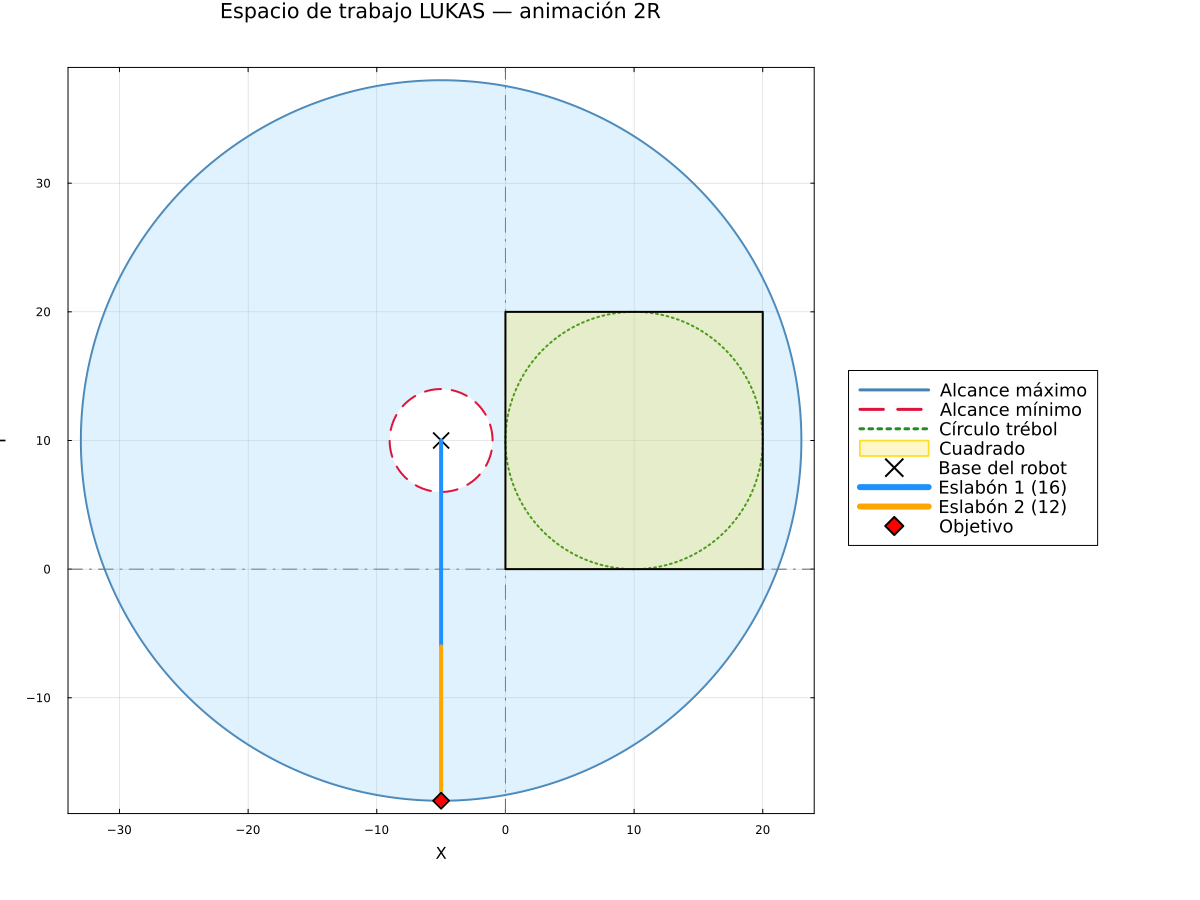 Espacio de trabajo LUKAS — animación 2R
30
20
10
0
−10
−30
−20
−10
0
10
20
X
Alcance máximo
Alcance mínimo
Círculo trébol
Cuadrado
Base del robot
Eslabón 1 (16)
Eslabón 2 (12)
Objetivo